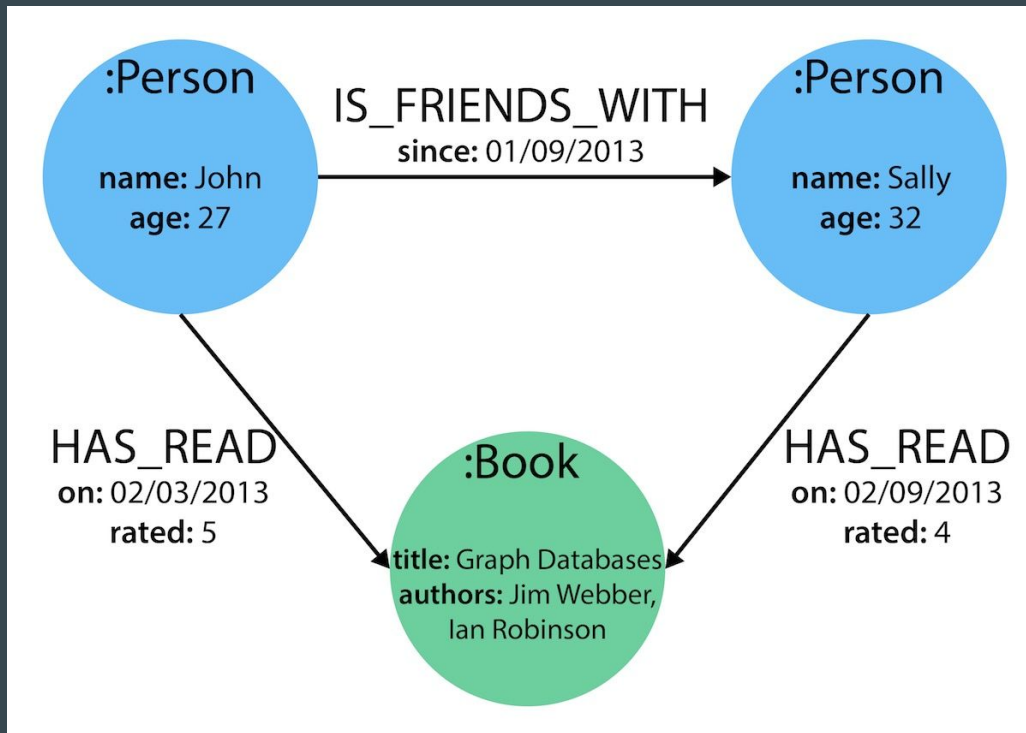 :Person
name: John
age: 27
IS_FRIENDS_WITH
since: 01/09/2013
:Person
name: Sally
age: 32
HAS_READ
on: 02/03/2013
rated: 5
:Book
title: Graph Databases
authors: Jim Webber,
Ian Robinson
HAS_READ
on: 02/09/2013
rated: 4